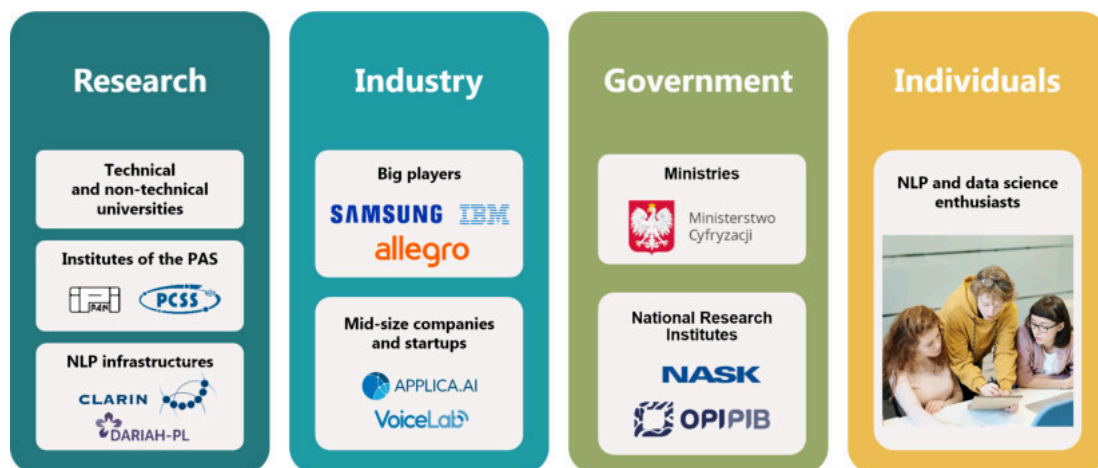 Research
Technical
and non-technical
universities
Institutes of the PAS
PAN
PCSS
NLP infrastructures
CLARIN
DARIAH-PL
Industry
Big players
SAMSUNG IBM
allegro
Mid-size companies
and startups
APPLICA.AI
VoiceLab
Government
Ministries
Ministerstwo
Cyfryzacji
National Research
Institutes
NASK
OPIPIB
Individuals
NLP and data science
enthusiasts